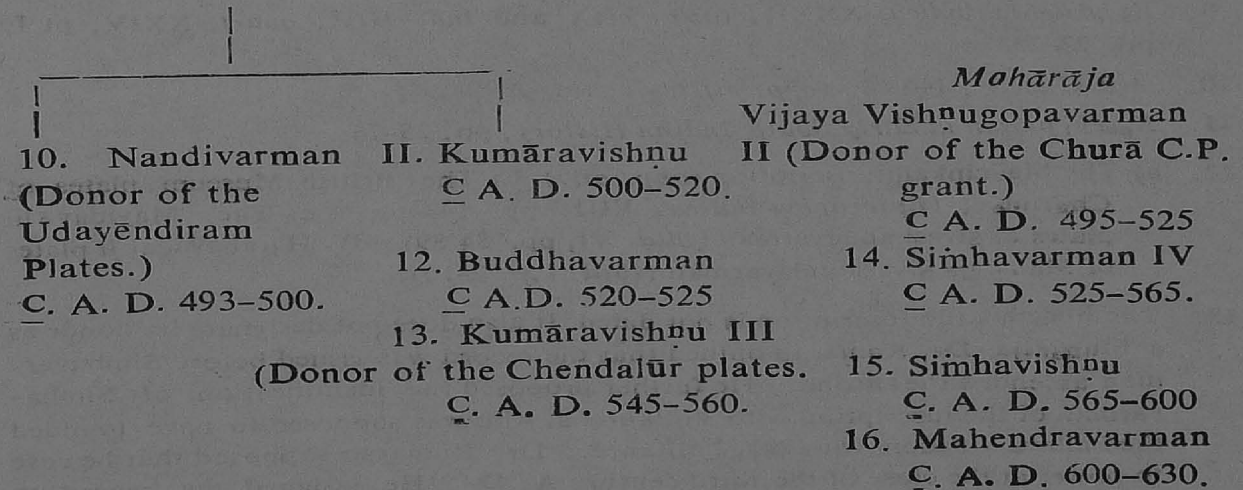 10. Nandivarman
(Donor of the
Udayēndiram
Plates.)
C. A. D. 493–500.
II. Kumāravishṇu
C A. D. 500–520.
12. Buddhavarman
C A.D. 520–525
13. Kumāravishṇu III
(Donor of the Chendalūr plates.
C. A. D. 545–560.
Mahārāja
Vijaya Vishṇugopavarman
II (Donor of the Churā C.P.
grant.)
C A. D. 495–525
14. Siṁhavarman IV
C A. D. 525–565.
15. Siṁhavishṇu
C. A. D. 565–600
16. Mahendravarman
C. A. D. 600–630.